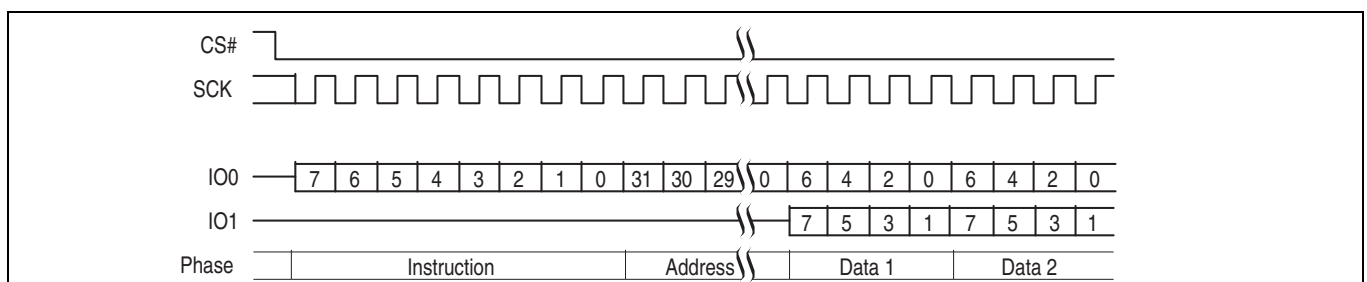 CS#
SCK
IO0 7 6 5 4 3 2 1 0 31 30 29 0 6 4 2 0 6 4 2 0
IO1 7 5 3 1 7 5 3 1
Phase Instruction Address Data 1 Data 2